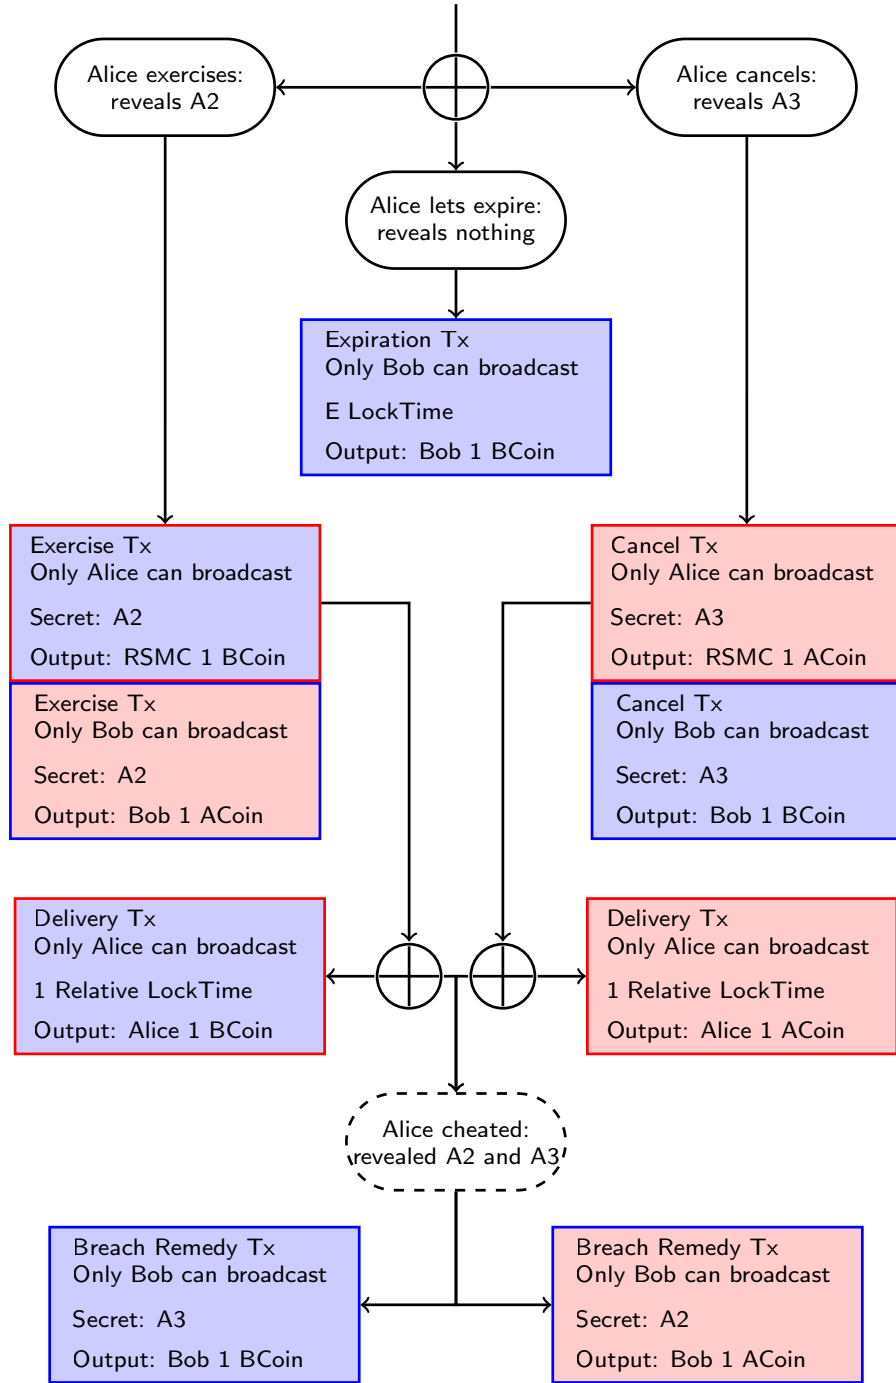 Alice exercises:
reveals A2
Alice cancels:
reveals A3
Alice lets expire:
reveals nothing
Expiration Tx
Only Bob can broadcast
E LockTime
Output: Bob 1 BCoin
Exercise Tx
Only Alice can broadcast
Secret: A2
Output: RSMC 1 BCoin
Cancel Tx
Only Alice can broadcast
Secret: A3
Output: RSMC 1 ACoin
Exercise Tx
Only Bob can broadcast
Secret: A2
Output: Bob 1 ACoin
Cancel Tx
Only Bob can broadcast
Secret: A3
Output: Bob 1 BCoin
Delivery Tx
Only Alice can broadcast
1 Relative LockTime
Output: Alice 1 BCoin
Delivery Tx
Only Alice can broadcast
1 Relative LockTime
Output: Alice 1 ACoin
Alice cheated:
revealed A2 and A3
Breach Remedy Tx
Only Bob can broadcast
Secret: A3
Output: Bob 1 BCoin
Breach Remedy Tx
Only Bob can broadcast
Secret: A2
Output: Bob 1 ACoin